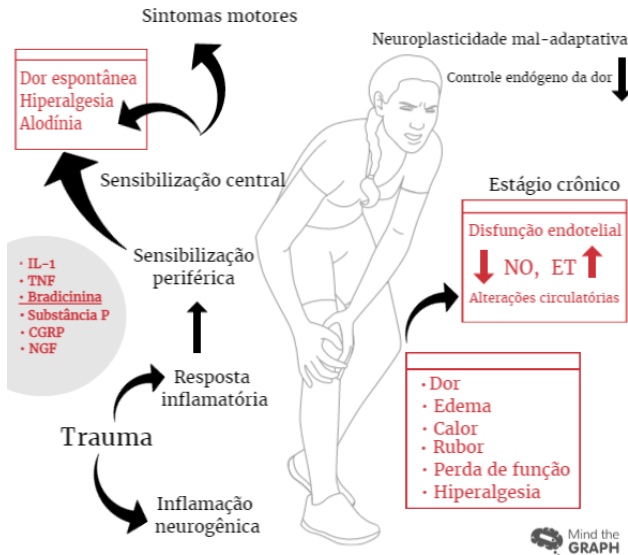 Sintomas motores
Neuroplasticidade mal-adaptativa
Controle endógeno da dor
Dor espontânea
Hiperalgesia
Alodínia
Sensibilização central
Estágio crônico
Disfunção endotelial
NO, ET
Alterações circulatórias
Sensibilização
periférica
• IL-1
• TNF
• Bradicinina
• Substância P
• CGRP
• NGF
Resposta
inflamatória
Trauma
Inflamação
neurogênica
• Dor
• Edema
• Calor
• Rubor
• Perda de função
• Hiperalgesia
Mind the
GRAPH